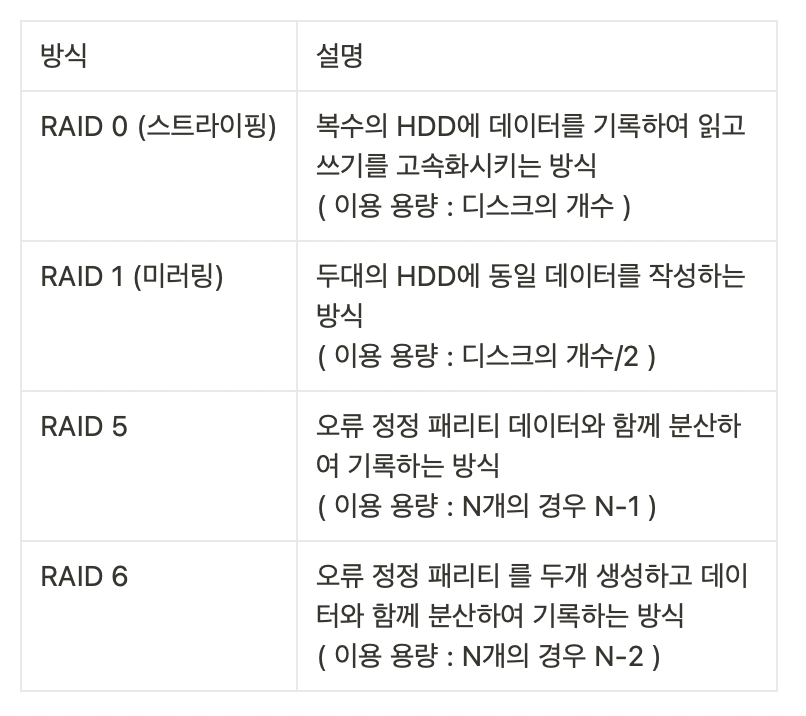 방식
설명
RAID 0 (스트라이핑)
복수의 HDD에 데이터를 기록하여 읽고
쓰기를 고속화시키는 방식
( 이용 용량 : 디스크의 개수 )
RAID 1 (미러링)
두대의 HDD에 동일 데이터를 작성하는
방식
( 이용 용량 : 디스크의 개수/2 )
RAID 5
오류 정정 패리티 데이터와 함께 분산하
여 기록하는 방식
( 이용 용량 : N개의 경우 N-1 )
RAID 6
오류 정정 패리티 를 두개 생성하고 데이
터와 함께 분산하여 기록하는 방식
( 이용 용량 : N개의 경우 N-2 )